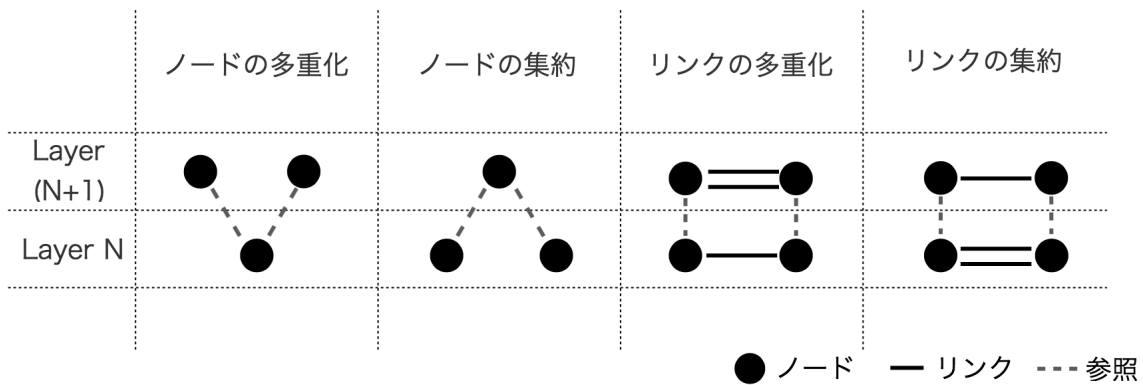 ノードの多重化
ノードの集約
リンクの多重化
リンクの集約
Layer
(N+1)
Layer N
ノード
リンク
参照